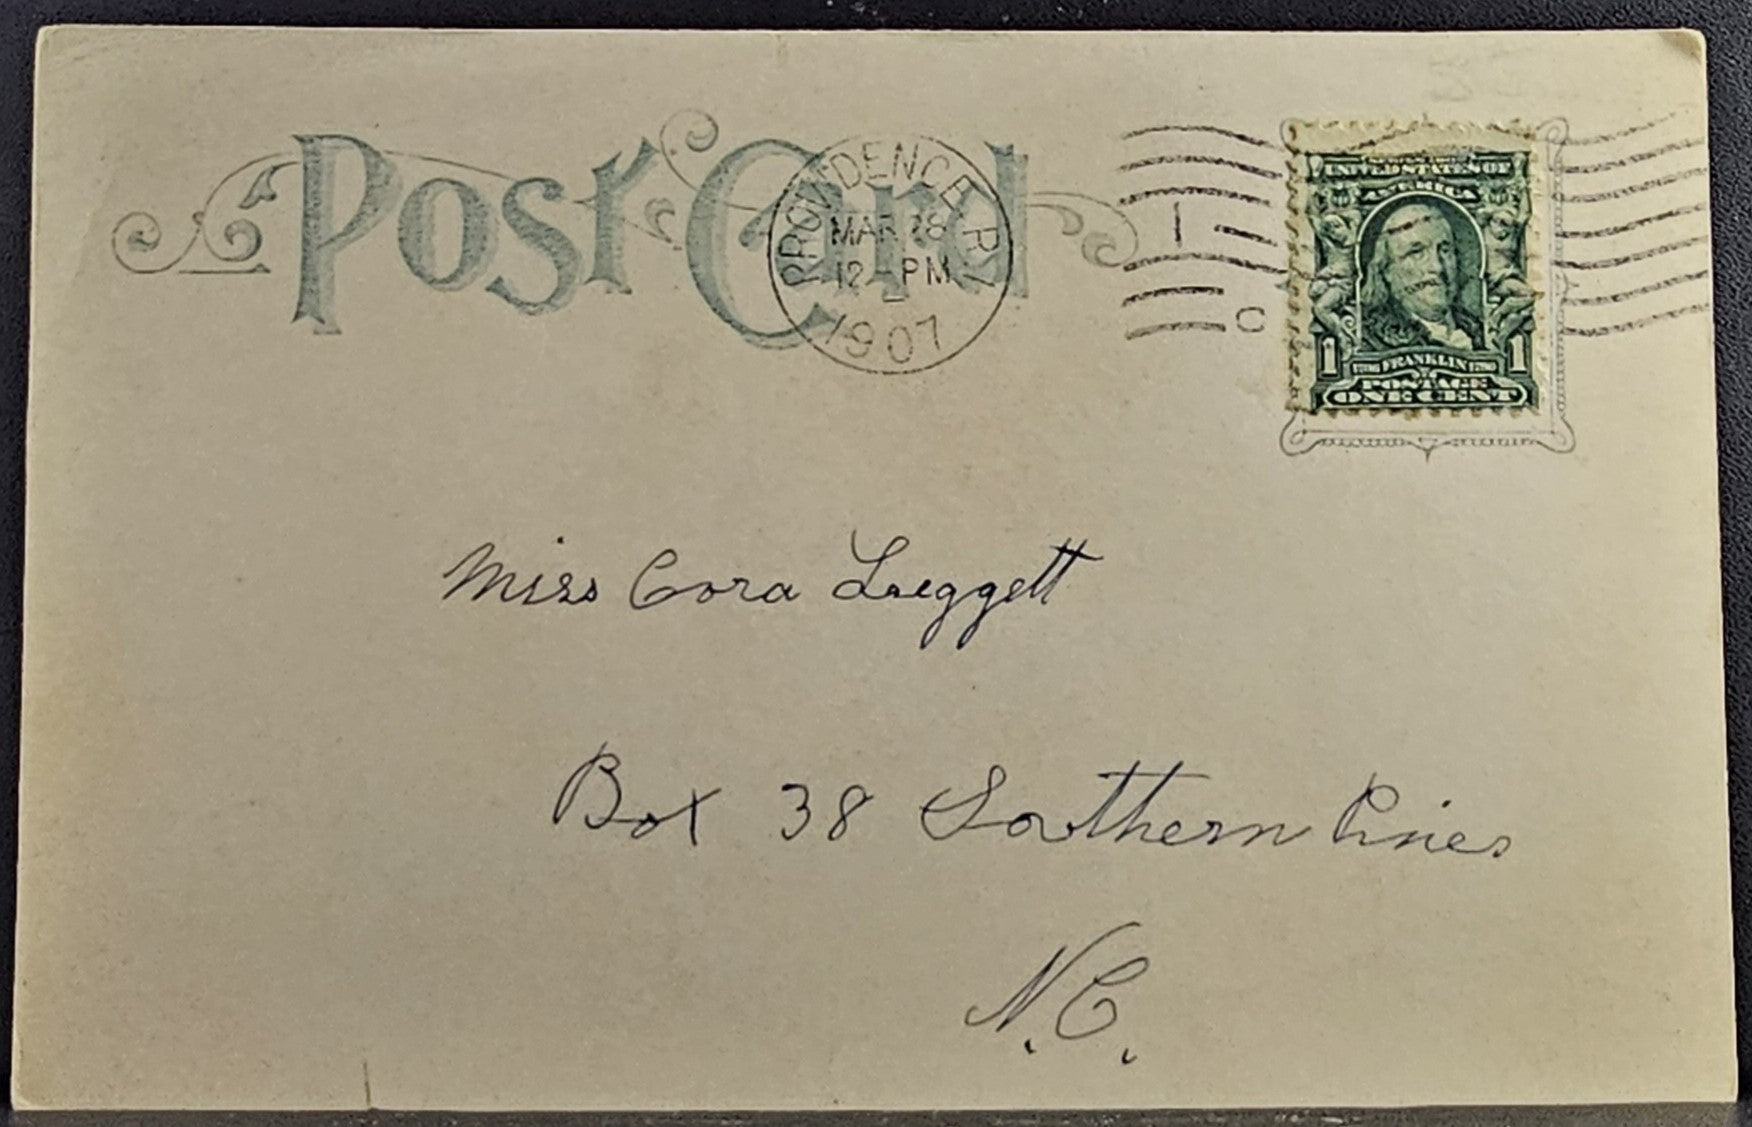 Post Card
PROVIDENCE R.I.
MAR 28
12 - PM
1907
1
C
UNITED STATES OF
AMERICA
1 FRANKLIN 1
POSTAGE
ONE CENT
Miss Cora Leggett
Box 38 Southern Pines
N.C.